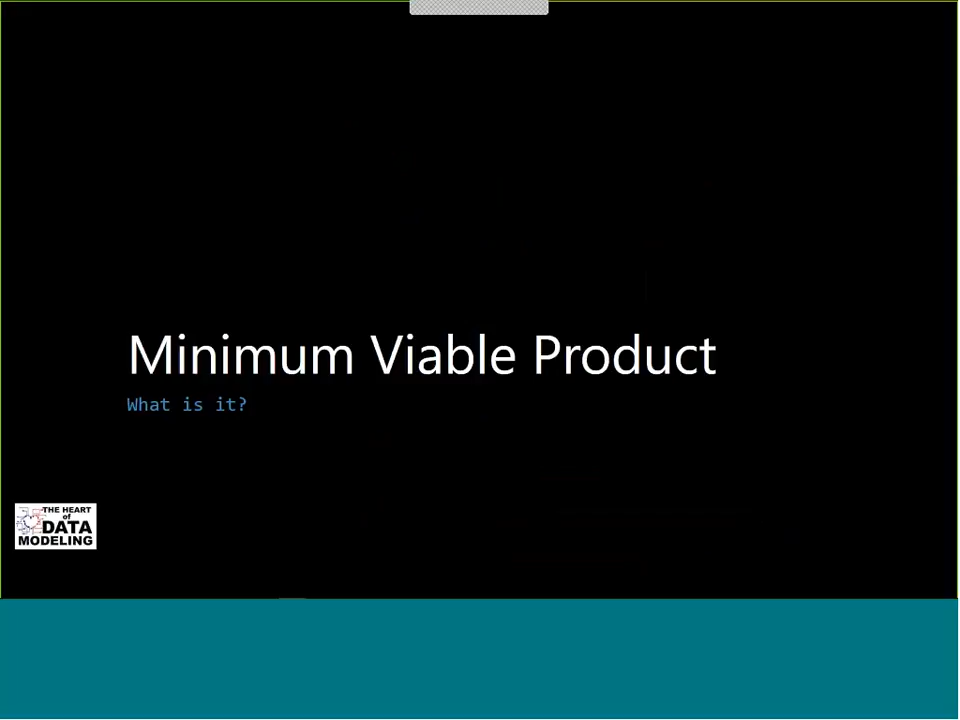 Minimum Viable Product
What is it?
THE HEART
of
DATA
MODELING